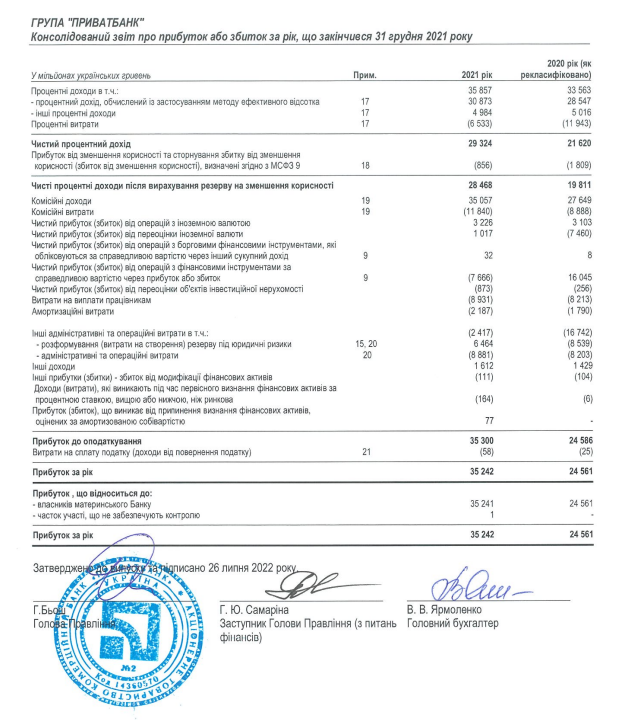 ГРУПА "ПРИВАТБАНК"
Консолідований звіт про прибуток або збиток за рік, що закінчився 31 грудня 2021 року
У мільйонах українських гривень Прим. 2021 рік 2020 рік (як рекласифіковано)
Процентні доходи в т.ч.: 35 857 33 563
- процентний дохід, обчислений із застосуванням методу ефективного відсотка 17 30 873 28 547
- інші процентні доходи 17 4 984 5 016
Процентні витрати 17 (6 533) (11 943)
Чистий процентний дохід 29 324 21 620
Прибуток від зменшення корисності та сторнування збитку від зменшення
корисності (збиток від зменшення корисності), визначені згідно з МСФЗ 9 18 (856) (1 809)
Чисті процентні доходи після вирахування резерву на зменшення корисності 28 468 19 811
Комісійні доходи 19 35 057 27 649
Комісійні витрати 19 (11 840) (8 888)
Чистий прибуток (збиток) від операцій з іноземною валютою 3 226 3 103
Чистий прибуток (збиток) від переоцінки іноземної валюти 1 017 (7 460)
Чистий прибуток (збиток) від операцій з борговими фінансовими інструментами, які
обліковуються за справедливою вартістю через інший сукупний дохід 9 32 8
Чистий прибуток (збиток) від операцій з фінансовими інструментами за
справедливою вартістю через прибуток або збиток 9 (7 666) 16 045
Чистий прибуток (збиток) від переоцінки об'єктів інвестиційної нерухомості (873) (256)
Витрати на виплати працівникам (8 931) (8 213)
Амортизаційні витрати (2 187) (1 790)
Інші адміністративні та операційні витрати в т.ч.: (2 417) (16 742)
- розформування (витрати на створення) резерву під юридичні ризики 15, 20 6 464 (8 539)
- адміністративні та операційні витрати 20 (8 881) (8 203)
Інші доходи 1 612 1 429
Інші прибутки (збитки) - збиток від модифікації фінансових активів (111) (104)
Доходи (витрати), які виникають під час первісного визнання фінансових активів за
процентною ставкою, вищою або нижчою, ніж ринкова (164) (6)
Прибуток (збиток), що виникає від припинення визнання фінансових активів,
оцінених за амортизованою собівартістю 77 -
Прибуток до оподаткування 35 300 24 586
Витрати на сплату податку (доходи від повернення податку) 21 (58) (25)
Прибуток за рік 35 242 24 561
Прибуток , що відноситься до:
- власників материнського Банку 35 241 24 561
- часток участі, що не забезпечують контролю 1 -
Прибуток за рік 35 242 24 561
Затверджено до випуску та підписано 26 липня 2022 року.
Г.Бьош Г. Ю. Самаріна В. В. Ярмоленко
Голова Правління Заступник Голови Правління (з питань фінансів) Головний бухгалтер
УКРАЇНА
АКЦІОНЕРНЕ ТОВАРИСТВО КОМЕРЦІЙНИЙ БАНК
№2
Код 14360570